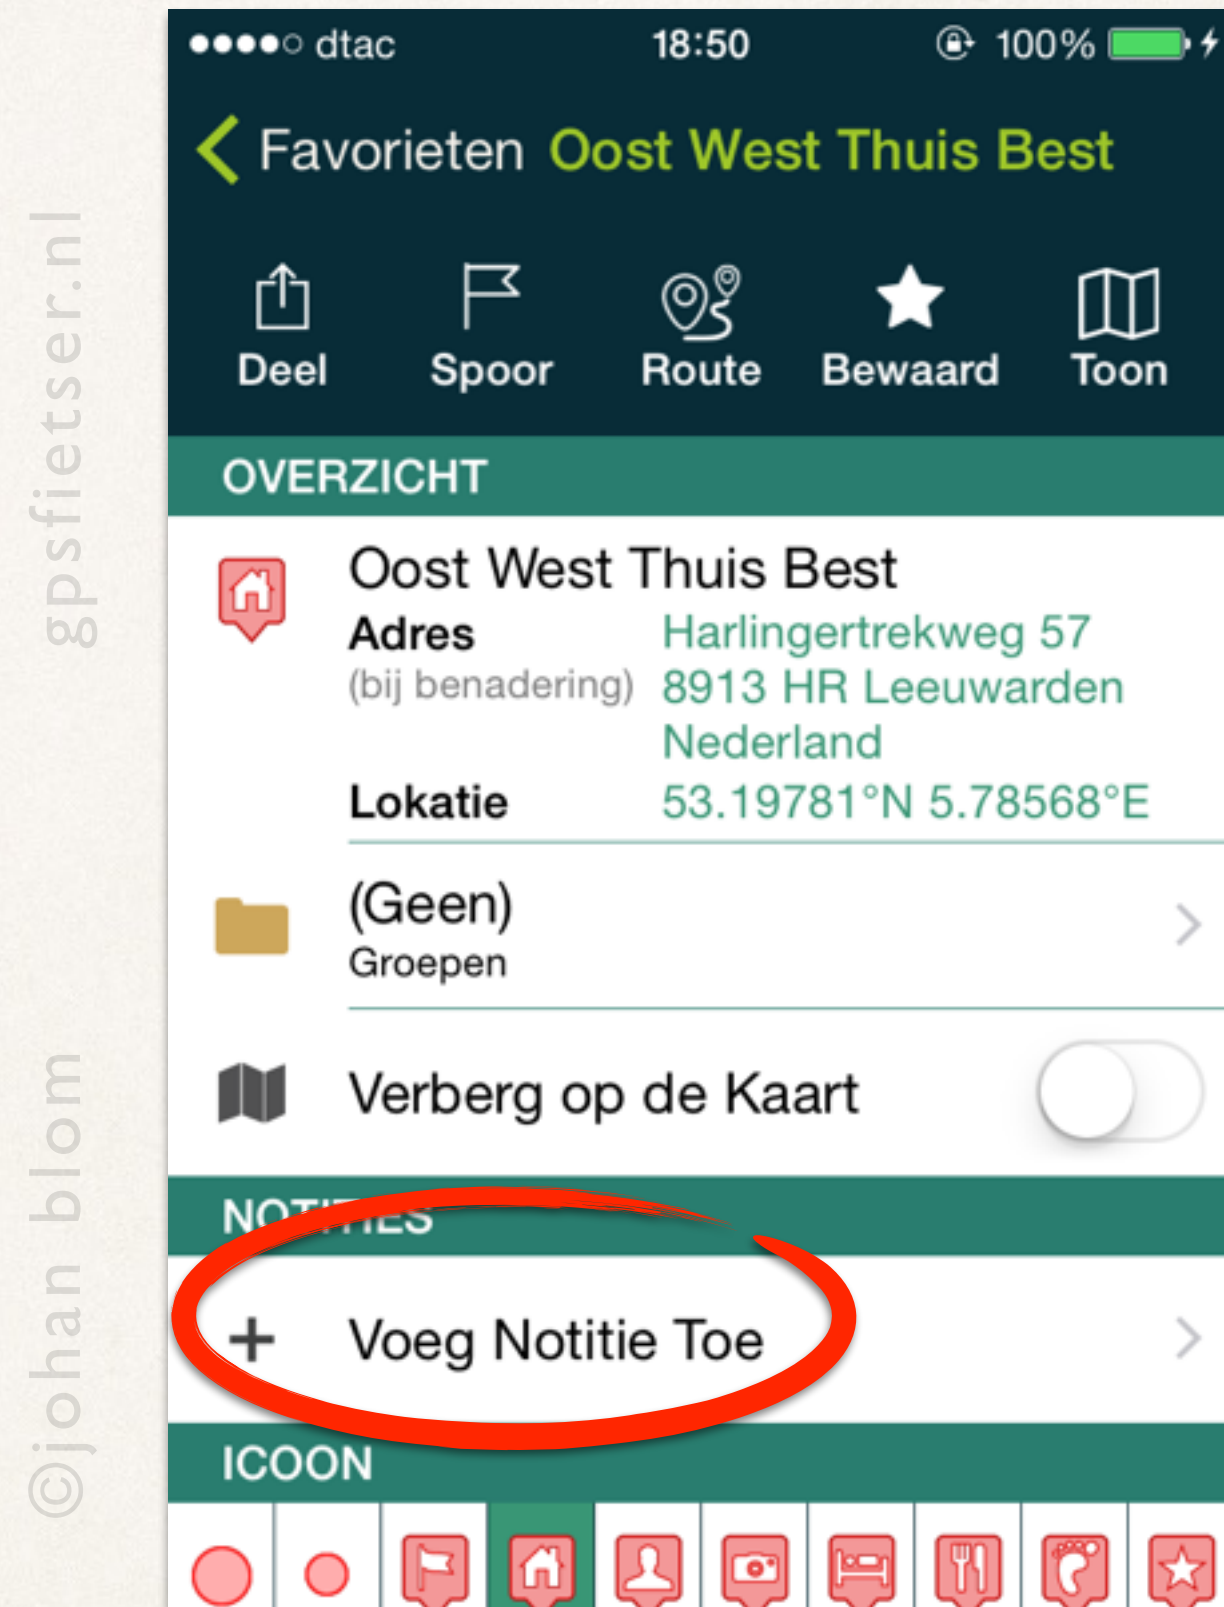 dtac 18:50 100%
Favorieten Oost West Thuis Best
Deel Spoor Route Bewaard Toon
OVERZICHT
Oost West Thuis Best
Adres Harlingertrekweg 57
(bij benadering) 8913 HR Leeuwarden
Nederland
Lokatie 53.19781°N 5.78568°E
(Geen)
Groepen
Verberg op de Kaart
NOTITIES
+ Voeg Notitie Toe
ICOON
©johan blom
gpsfietser.nl